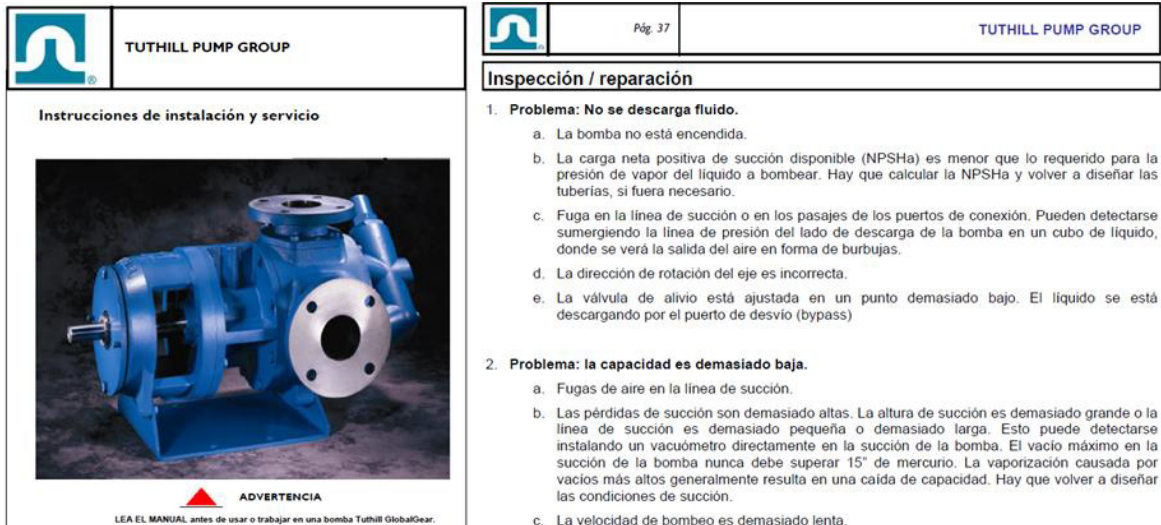 TUTHILL PUMP GROUP
Instrucciones de instalación y servicio
ADVERTENCIA
LEA EL MANUAL antes de usar o trabajar en una bomba Tuthill GlobalGear.
Pág. 37
TUTHILL PUMP GROUP
Inspección / reparación
1. Problema: No se descarga fluido.
a. La bomba no está encendida.
b. La carga neta positiva de succión disponible (NPSHa) es menor que lo requerido para la
presión de vapor del líquido a bombear. Hay que calcular la NPSHa y volver a diseñar las
tuberías, si fuera necesario.
c. Fuga en la línea de succión o en los pasajes de los puertos de conexión. Pueden detectarse
sumergiendo la línea de presión del lado de descarga de la bomba en un cubo de líquido,
donde se verá la salida del aire en forma de burbujas.
d. La dirección de rotación del eje es incorrecta.
e. La válvula de alivio está ajustada en un punto demasiado bajo. El líquido se está
descargando por el puerto de desvío (bypass)
2. Problema: la capacidad es demasiado baja.
a. Fugas de aire en la línea de succión.
b. Las pérdidas de succión son demasiado altas. La altura de succión es demasiado grande o la
línea de succión es demasiado pequeña o demasiado larga. Esto puede detectarse
instalando un vacuómetro directamente en la succión de la bomba. El vacío máximo en la
succión de la bomba nunca debe superar 15" de mercurio. La vaporización causada por
vacíos más altos generalmente resulta en una caída de capacidad. Hay que volver a diseñar
las condiciones de succión.
c. La velocidad de bombeo es demasiado lenta.